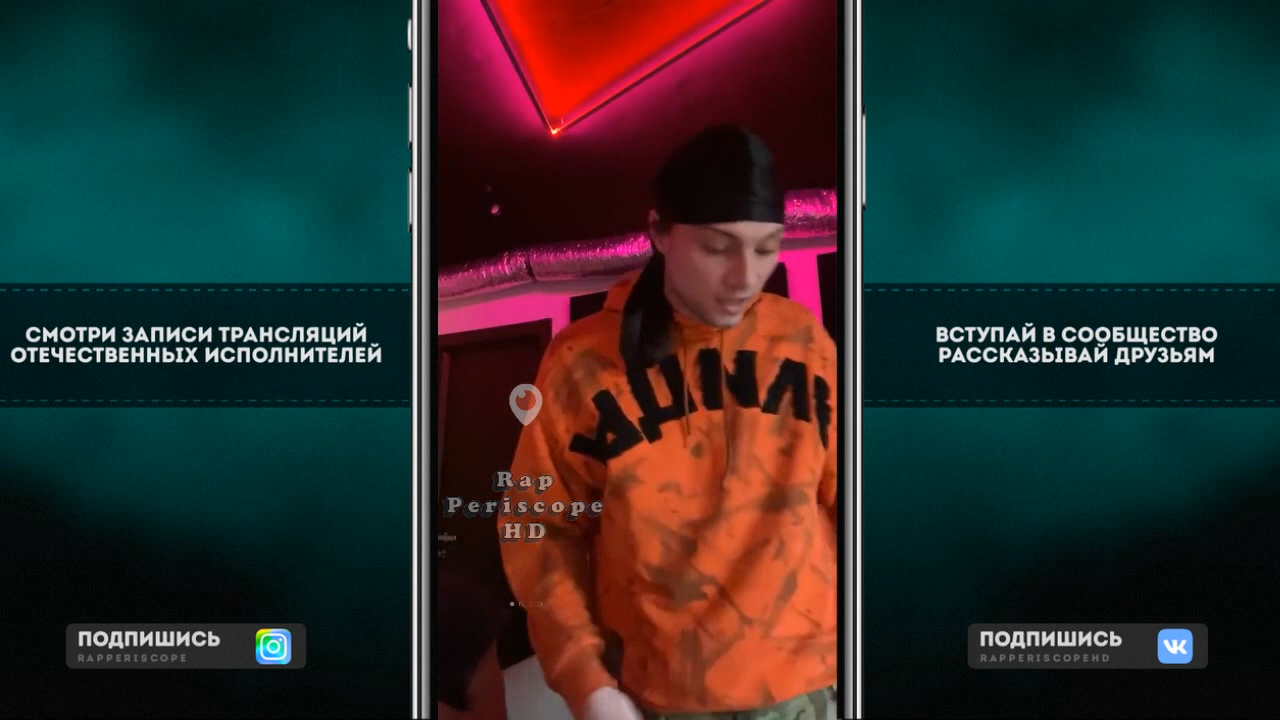 СМОТРИ ЗАПИСИ ТРАНСЛЯЦИЙ
ОТЕЧЕСТВЕННЫХ ИСПОЛНИТЕЛЕЙ
ВСТУПАЙ В СООБЩЕСТВО
РАССКАЗЫВАЙ ДРУЗЬЯМ
Rap
Periscope
HD
ПОДПИШИСЬ
RAPPERISCOPE
ПОДПИШИСЬ
RAPPERISCOPEHD